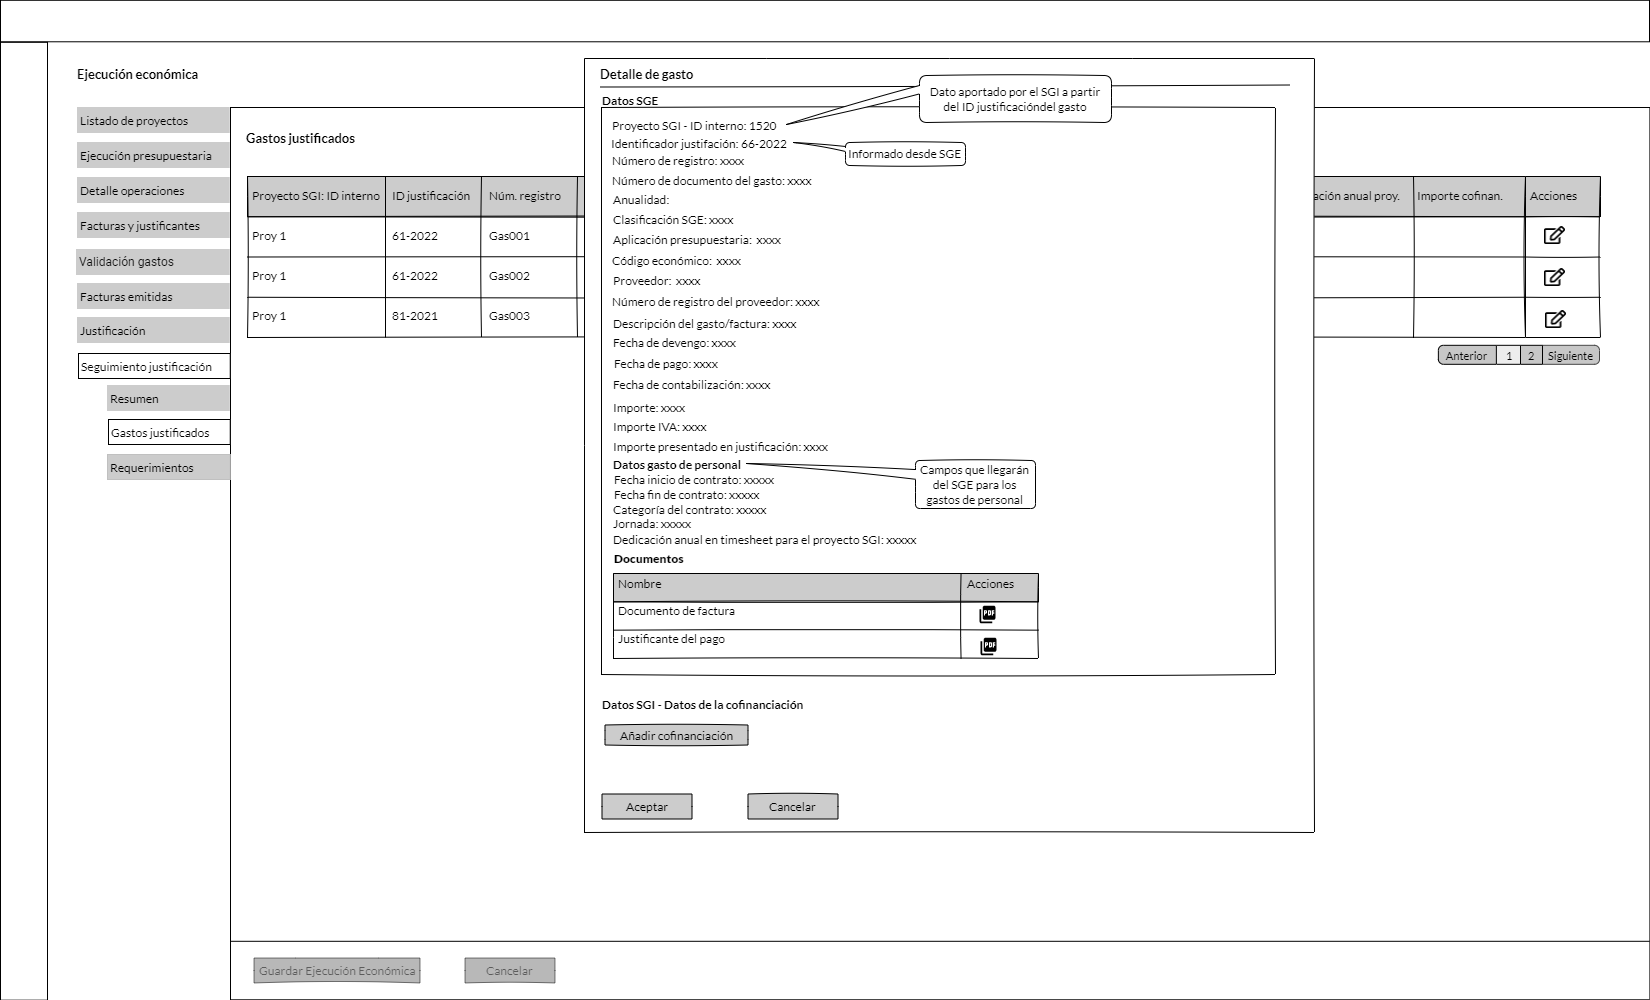 Ejecución económica
Listado de proyectos
Ejecución presupuestaria
Detalle operaciones
Facturas y justificantes
Validación gastos
Facturas emitidas
Justificación
Seguimiento justificación
Resumen
Gastos justificados
Requerimientos
Gastos justificados
Proyecto SGI: ID interno ID justificación Núm. registro
Proy 1 61-2022 Gas001
Proy 1 61-2022 Gas002
Proy 1 81-2021 Gas003
ción anual proy. Importe cofinan. Acciones
Anterior 1 2 Siguiente
Detalle de gasto
Datos SGE
Dato aportado por el SGI a partir
del ID justificacióndel gasto
Proyecto SGI - ID interno: 1520
Identificador justifación: 66-2022
Informado desde SGE
Número de registro: xxxx
Número de documento del gasto: xxxx
Anualidad:
Clasificación SGE: xxxx
Aplicación presupuestaria: xxxx
Código económico: xxxx
Proveedor: xxxx
Número de registro del proveedor: xxxx
Descripción del gasto/factura: xxxx
Fecha de devengo: xxxx
Fecha de pago: xxxx
Fecha de contabilización: xxxx
Importe: xxxx
Importe IVA: xxxx
Importe presentado en justificación: xxxx
Datos gasto de personal
Campos que llegarán
del SGE para los
gastos de personal
Fecha inicio de contrato: xxxxx
Fecha fin de contrato: xxxxx
Categoría del contrato: xxxxx
Jornada: xxxxx
Dedicación anual en timesheet para el proyecto SGI: xxxxx
Documentos
Nombre Acciones
Documento de factura PDF
Justificante del pago PDF
Datos SGI - Datos de la cofinanciación
Añadir cofinanciación
Aceptar Cancelar
Guardar Ejecución Económica Cancelar